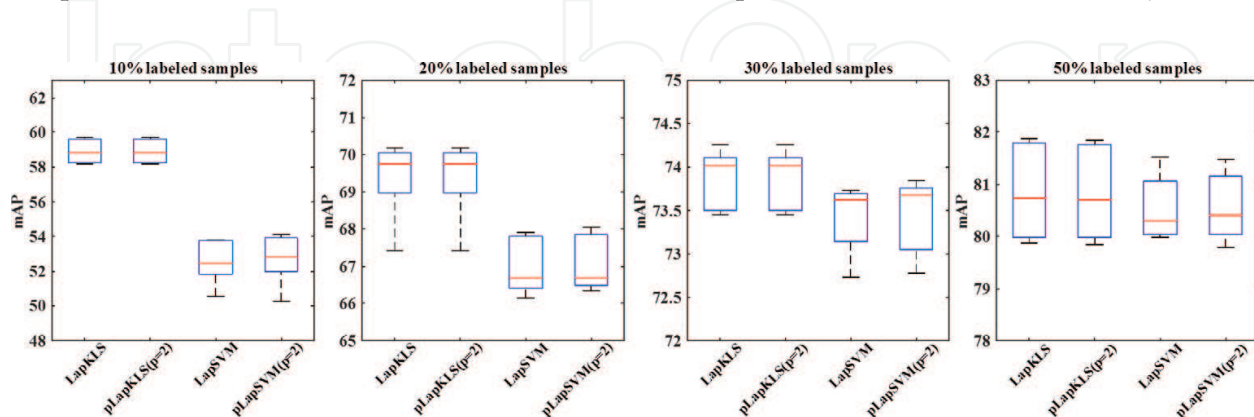 IntechOpen
10% labeled samples
62
60
58
56
54
52
50
48
mAP
LapKLS
pLapKLS(p=2)
LapSVM
pLapSVM(p=2)
20% labeled samples
72
71
70
69
68
67
66
65
mAP
LapKLS
pLapKLS(p=2)
LapSVM
pLapSVM(p=2)
30% labeled samples
75
74.5
74
73.5
73
72.5
72
mAP
LapKLS
pLapKLS(p=2)
LapSVM
pLapSVM(p=2)
50% labeled samples
83
82
81
80
79
78
mAP
LapKLS
pLapKLS(p=2)
LapSVM
pLapSVM(p=2)